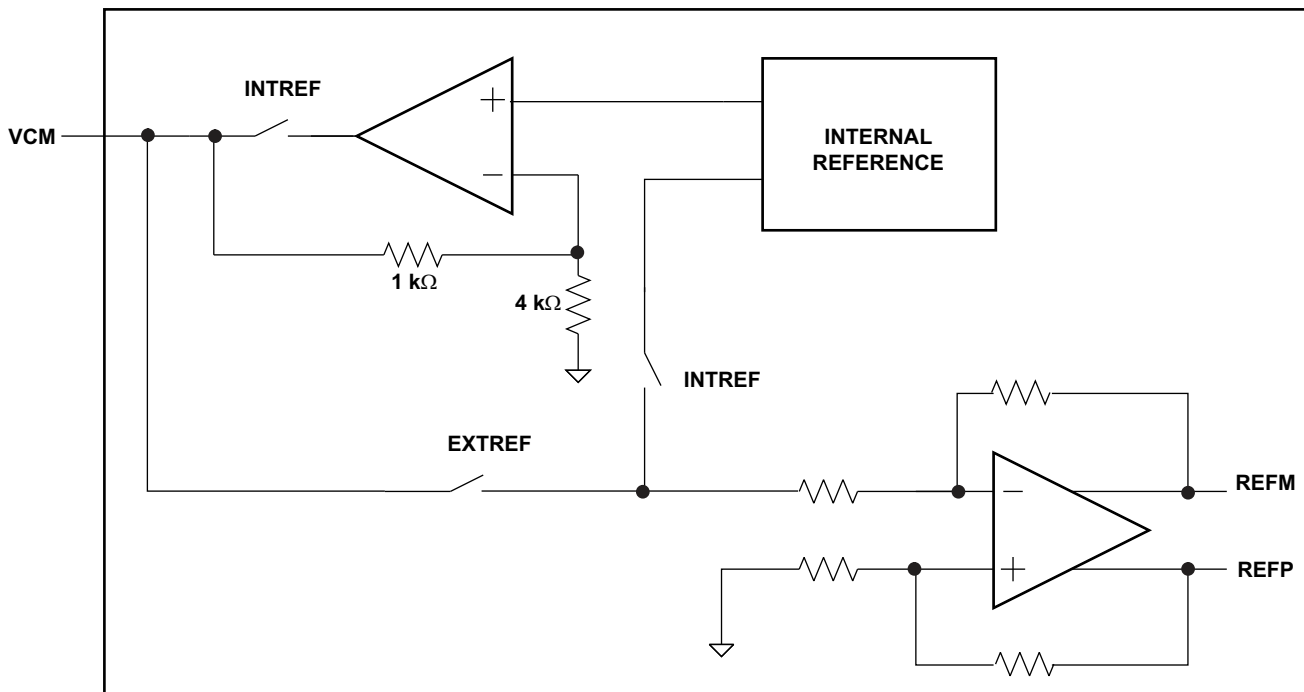 INTREF
VCM
INTERNAL
REFERENCE
1 kΩ
4 kΩ
INTREF
EXTREF
REFM
REFP